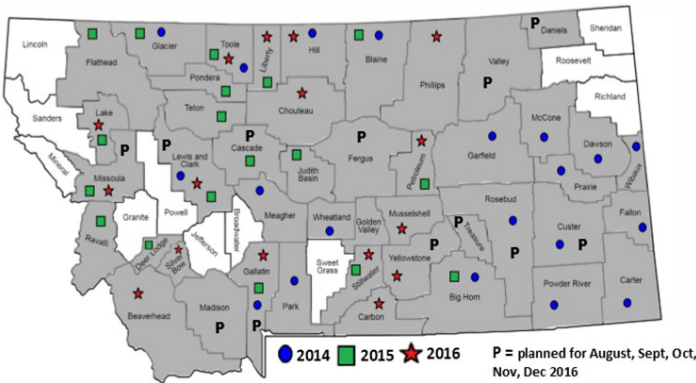 Lincoln
Flathead
Glacier
Toole
Liberty
Hill
Blaine
Phillips
Valley
Daniels
P
Sheridan
Roosevelt
Richland
Pondera
Teton
Chouteau
P
Sanders
Lake
P
P
Lewis and
Clark
Cascade
P
Judith
Basin
Fergus
P
Petroleum
Garfield
McCone
Dawson
Prairie
Wibaux
Mineral
Missoula
Granite
Powell
Ravalli
Deer Lodge
Silver
Bow
Jefferson
Broadwater
Meagher
Wheatland
Golden
Valley
Musselshell
P
Treasure
P
Rosebud
P
Custer
P
Fallon
Beaverhead
Madison
P
Gallatin
P
Park
Sweet
Grass
Stillwater
Yellowstone
Carbon
Big Horn
Powder River
Carter
2014 2015 2016
P = planned for August, Sept, Oct,
Nov, Dec 2016